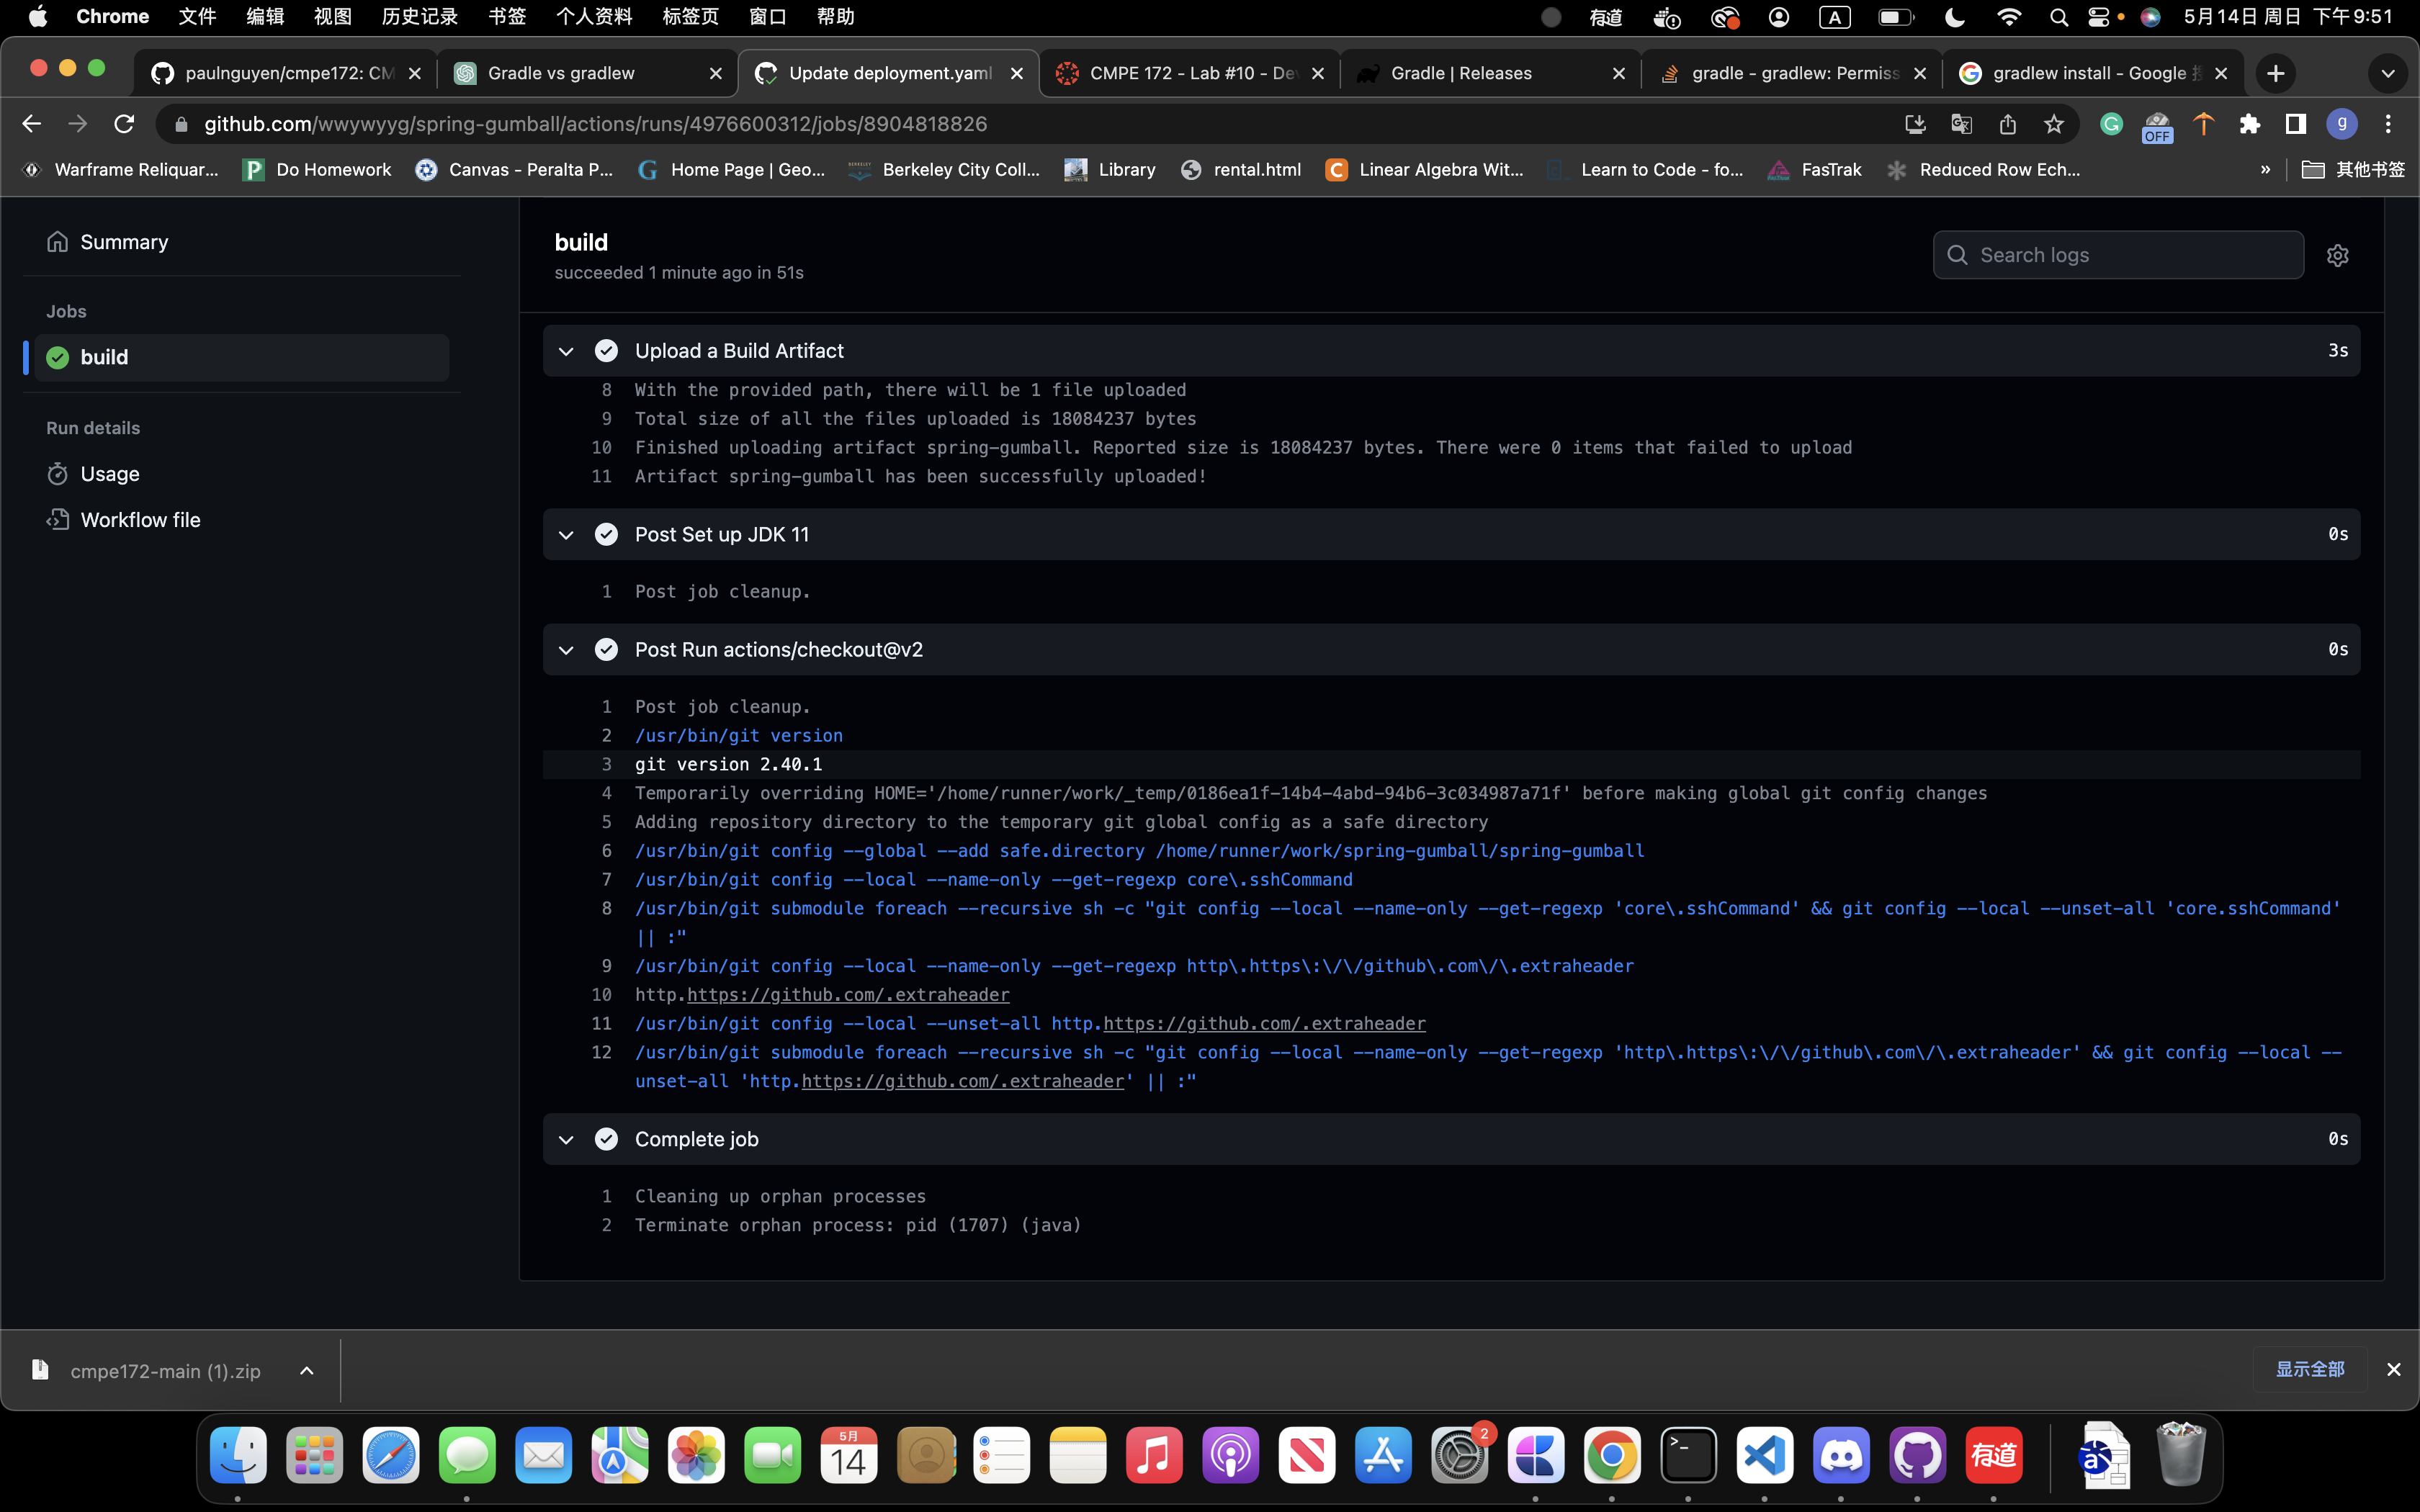 Chrome 文件 编辑 视图 历史记录 书签 个人资料 标签页 窗口 帮助 有道 A 5月14日 周日 下午9:51
paulnguyen/cmpe172: CM Gradle vs gradlew Update deployment.yaml CMPE 172 - Lab #10 - De Gradle | Releases gradle - gradlew: Permiss gradlew install - Google
github.com/wwywyyg/spring-gumball/actions/runs/4976600312/jobs/8904818826 OFF g
Warframe Reliquar... Do Homework Canvas - Peralta P... Home Page | Geo... Berkeley City Coll... Library rental.html Linear Algebra Wit... Learn to Code - fo... FasTrak Reduced Row Ech... » 其他书签
Summary
Jobs
build
Run details
Usage
Workflow file
build
succeeded 1 minute ago in 51s
Search logs
Upload a Build Artifact 3s
8 With the provided path, there will be 1 file uploaded
9 Total size of all the files uploaded is 18084237 bytes
10 Finished uploading artifact spring-gumball. Reported size is 18084237 bytes. There were 0 items that failed to upload
11 Artifact spring-gumball has been successfully uploaded!
Post Set up JDK 11 0s
1 Post job cleanup.
Post Run actions/checkout@v2 0s
1 Post job cleanup.
2 /usr/bin/git version
3 git version 2.40.1
4 Temporarily overriding HOME='/home/runner/work/_temp/0186ea1f-14b4-4abd-94b6-3c034987a71f' before making global git config changes
5 Adding repository directory to the temporary git global config as a safe directory
6 /usr/bin/git config --global --add safe.directory /home/runner/work/spring-gumball/spring-gumball
7 /usr/bin/git config --local --name-only --get-regexp core\.sshCommand
8 /usr/bin/git submodule foreach --recursive sh -c "git config --local --name-only --get-regexp 'core\.sshCommand' && git config --local --unset-all 'core.sshCommand'
|| :"
9 /usr/bin/git config --local --name-only --get-regexp http\.https\:\/\/github\.com\/\.extraheader
10 http.https://github.com/.extraheader
11 /usr/bin/git config --local --unset-all http.https://github.com/.extraheader
12 /usr/bin/git submodule foreach --recursive sh -c "git config --local --name-only --get-regexp 'http\.https\:\/\/github\.com\/\.extraheader' && git config --local --
unset-all 'http.https://github.com/.extraheader' || :"
Complete job 0s
1 Cleaning up orphan processes
2 Terminate orphan process: pid (1707) (java)
cmpe172-main (1).zip 显示全部
5月
14
2
有道